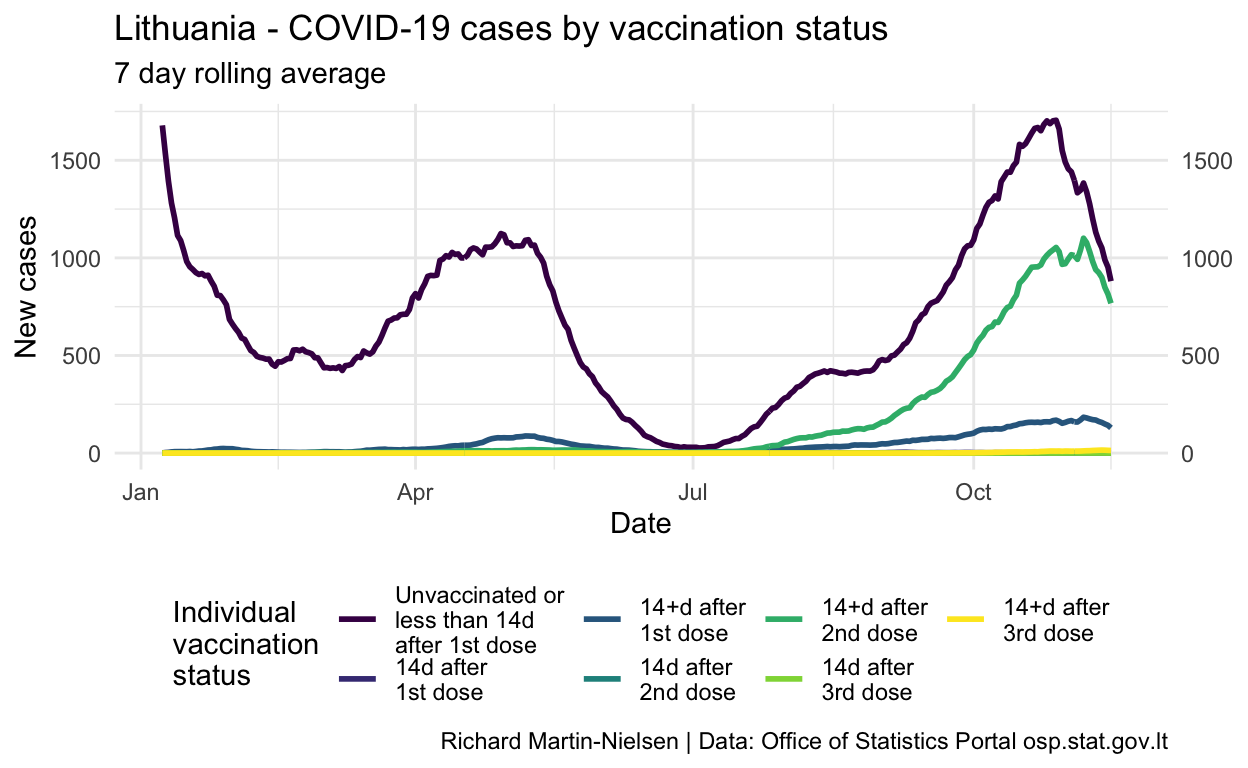 Lithuania - COVID-19 cases by vaccination status
7 day rolling average
New cases
1500
1000
500
0
1500
1000
500
0
Jan
Apr
Jul
Oct
Date
Individual
vaccination
status
Unvaccinated or
less than 14d
after 1st dose
14d after
1st dose
14+d after
1st dose
14d after
2nd dose
14+d after
2nd dose
14d after
3rd dose
14+d after
3rd dose
Richard Martin-Nielsen | Data: Office of Statistics Portal osp.stat.gov.lt